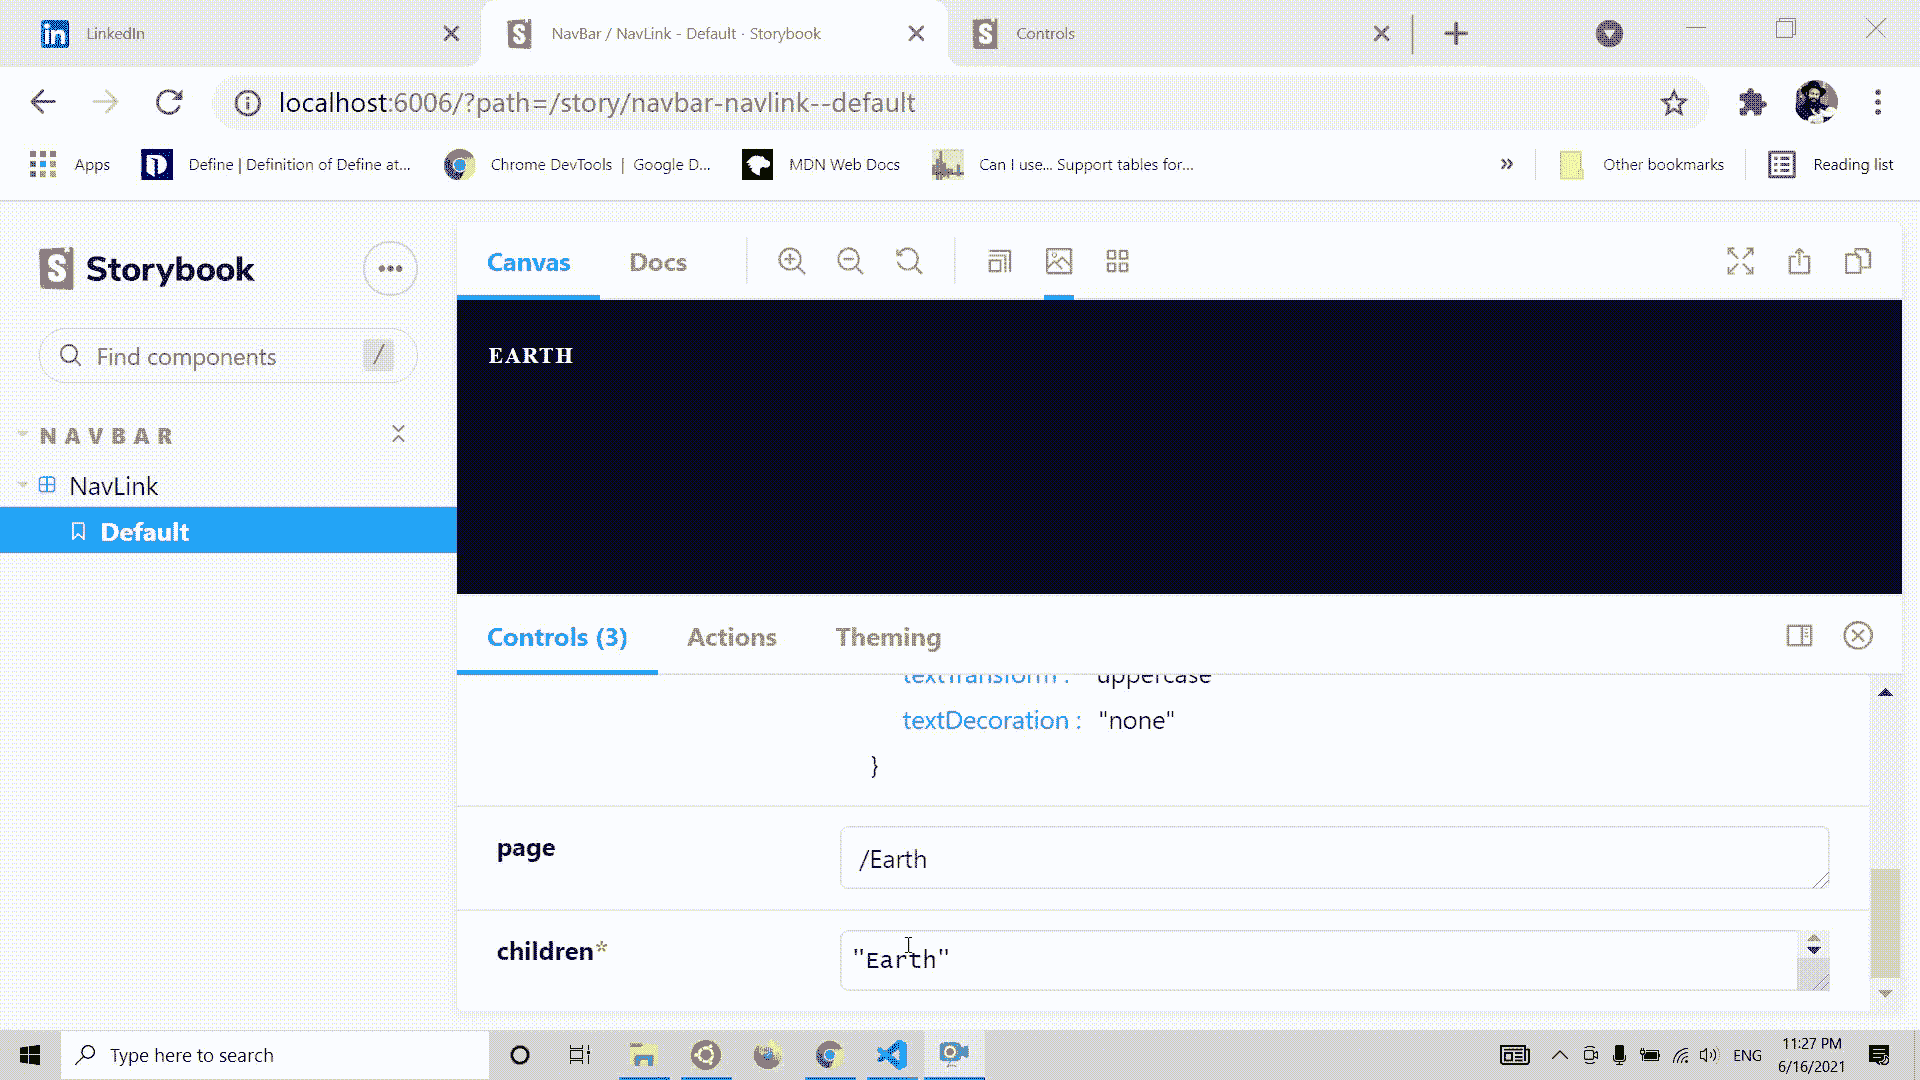 LinkedIn
NavBar / NavLink - Default · Storybook
Controls
localhost:6006/?path=/story/navbar-navlink--default
Apps
Define | Definition of Define at...
Chrome DevTools | Google D...
MDN Web Docs
Can I use... Support tables for...
»
Other bookmarks
Reading list
Storybook
Find components
/
NAVBAR
NavLink
Default
Canvas
Docs
EARTH
Controls (3)
Actions
Theming
textTransform : "uppercase"
textDecoration : "none"
}
page
/Earth
children*
"Earth"
Type here to search
ENG
11:27 PM
6/16/2021